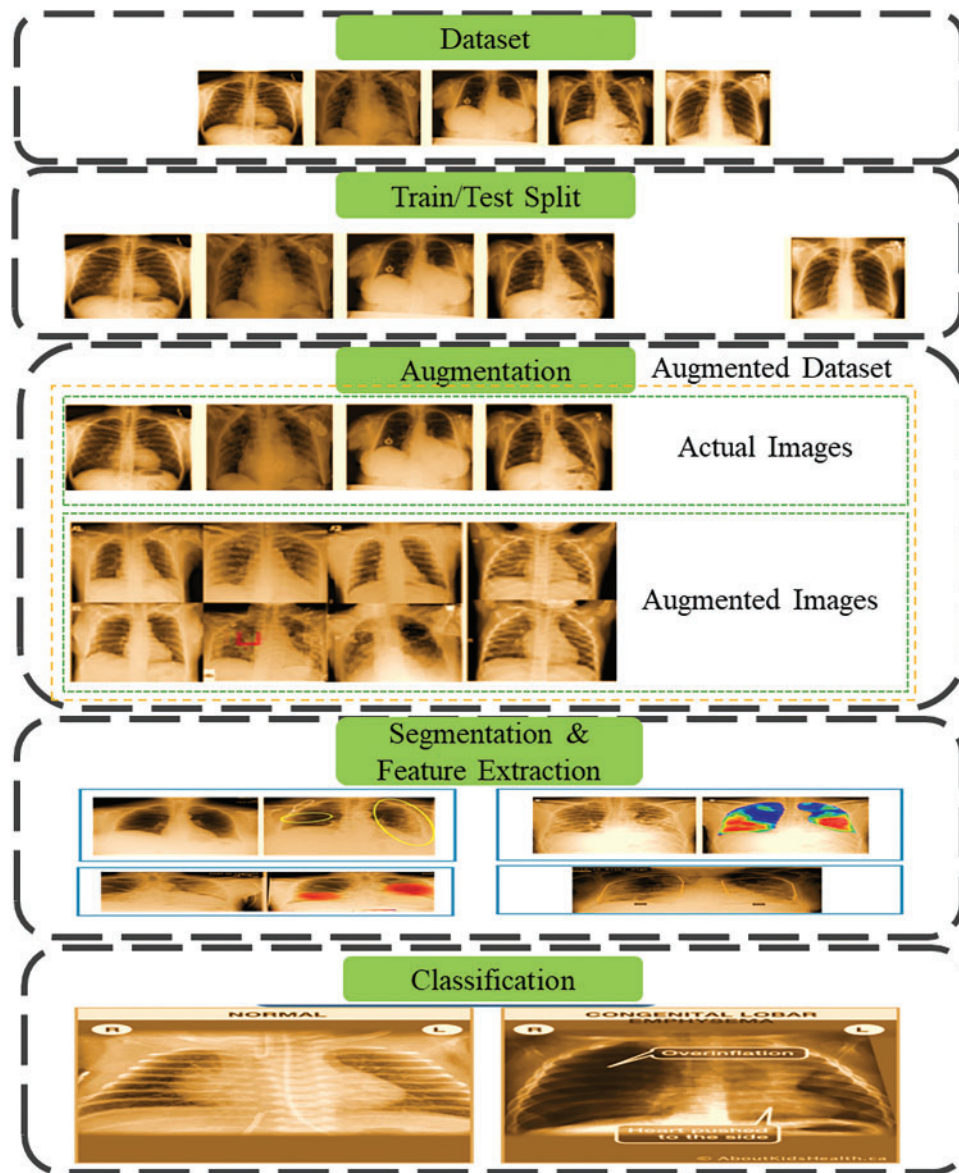 Dataset
Train/Test Split
Augmentation
Augmented Dataset
Actual Images
Augmented Images
Segmentation &
Feature Extraction
Classification
NORMAL
R
L
CONGENITAL LOBAR
EMPHYSEMA
R
L
Overinflation
Heart pushed
to the side
© AboutKidsHealth.ca